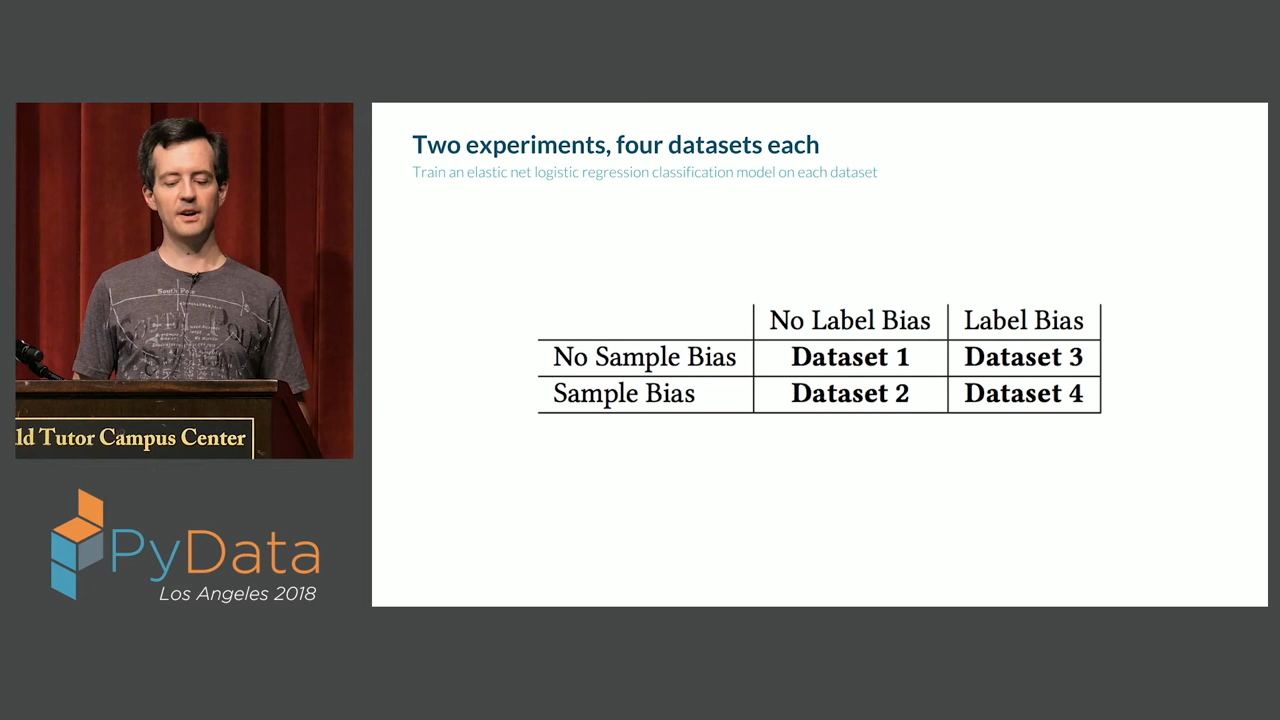 Two experiments, four datasets each
Train an elastic net logistic regression classification model on each dataset
No Label Bias Label Bias
No Sample Bias Dataset 1 Dataset 3
Sample Bias Dataset 2 Dataset 4
South Pole
ld Tutor Campus Center
PyData
Los Angeles 2018